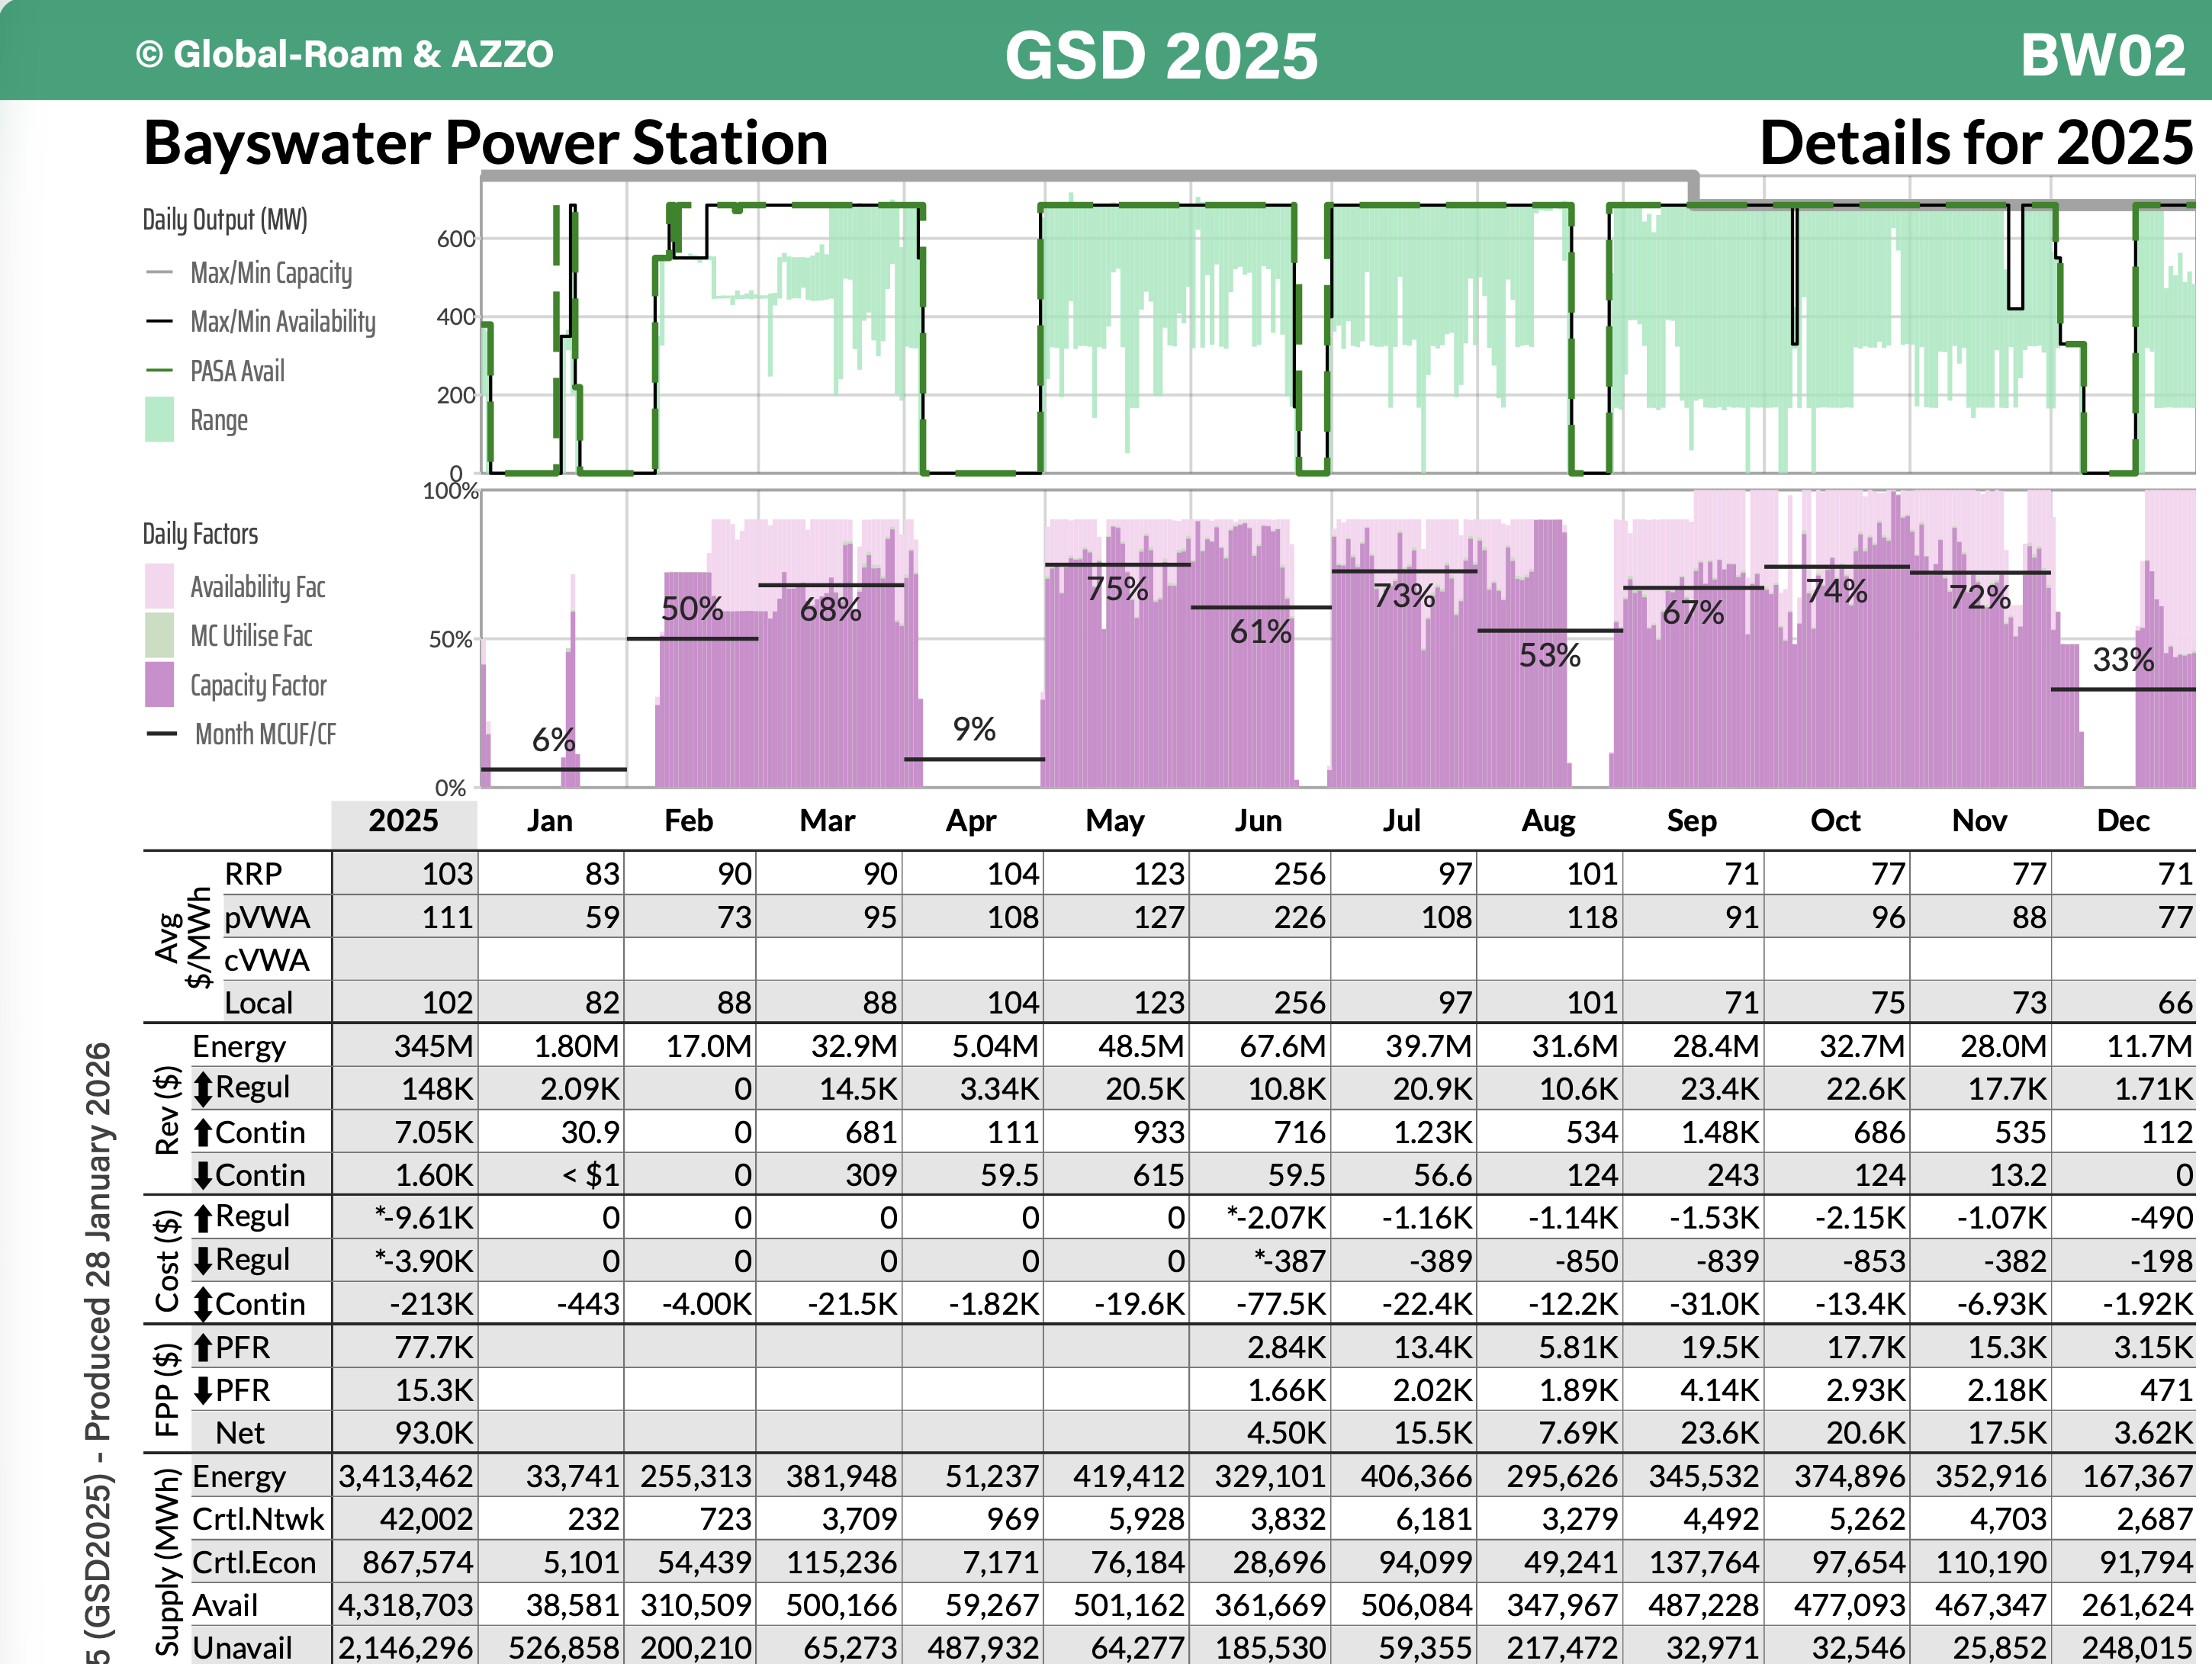 © Global-Roam & AZZO GSD 2025 BW02
Bayswater Power Station Details for 2025
Daily Output (MW)
Max/Min Capacity
Max/Min Availability
PASA Avail
Range
600
400
200
0
100%
50%
0%
Daily Factors
Availability Fac
MC Utilise Fac
Capacity Factor
Month MCUF/CF
6% 50% 68% 9% 75% 61% 73% 53% 67% 74% 72% 33%
2025 Jan Feb Mar Apr May Jun Jul Aug Sep Oct Nov Dec
Avg $/MWh
RRP 103 83 90 90 104 123 256 97 101 71 77 77 71
pVWA 111 59 73 95 108 127 226 108 118 91 96 88 77
cVWA
Local 102 82 88 88 104 123 256 97 101 71 75 73 66
Rev ($)
Energy 345M 1.80M 17.0M 32.9M 5.04M 48.5M 67.6M 39.7M 31.6M 28.4M 32.7M 28.0M 11.7M
⬍Regul 148K 2.09K 0 14.5K 3.34K 20.5K 10.8K 20.9K 10.6K 23.4K 22.6K 17.7K 1.71K
⬆Contin 7.05K 30.9 0 681 111 933 716 1.23K 534 1.48K 686 535 112
⬇Contin 1.60K < $1 0 309 59.5 615 59.5 56.6 124 243 124 13.2 0
Cost ($)
⬆Regul *-9.61K 0 0 0 0 0 *-2.07K -1.16K -1.14K -1.53K -2.15K -1.07K -490
⬇Regul *-3.90K 0 0 0 0 0 *-387 -389 -850 -839 -853 -382 -198
⬍Contin -213K -443 -4.00K -21.5K -1.82K -19.6K -77.5K -22.4K -12.2K -31.0K -13.4K -6.93K -1.92K
FPP ($)
⬆PFR 77.7K 2.84K 13.4K 5.81K 19.5K 17.7K 15.3K 3.15K
⬇PFR 15.3K 1.66K 2.02K 1.89K 4.14K 2.93K 2.18K 471
Net 93.0K 4.50K 15.5K 7.69K 23.6K 20.6K 17.5K 3.62K
Supply (MWh)
Energy 3,413,462 33,741 255,313 381,948 51,237 419,412 329,101 406,366 295,626 345,532 374,896 352,916 167,367
Crtl.Ntwk 42,002 232 723 3,709 969 5,928 3,832 6,181 3,279 4,492 5,262 4,703 2,687
Crtl.Econ 867,574 5,101 54,439 115,236 7,171 76,184 28,696 94,099 49,241 137,764 97,654 110,190 91,794
Avail 4,318,703 38,581 310,509 500,166 59,267 501,162 361,669 506,084 347,967 487,228 477,093 467,347 261,624
Unavail 2,146,296 526,858 200,210 65,273 487,932 64,277 185,530 59,355 217,472 32,971 32,546 25,852 248,015
5 (GSD2025) - Produced 28 January 2026